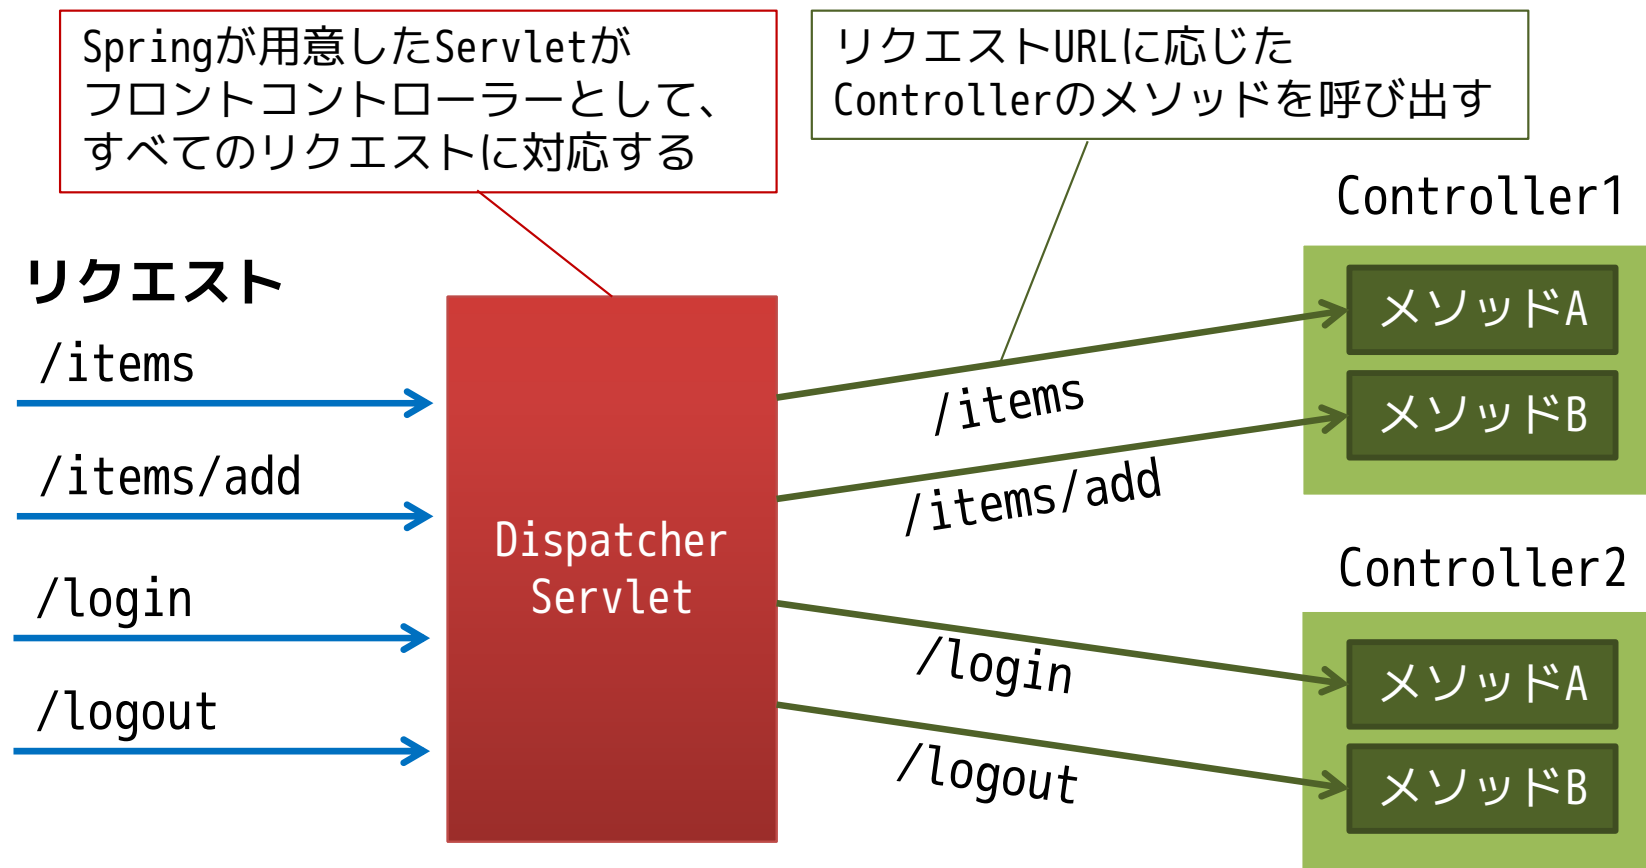 Springが用意したServletが
フロントコントローラーとして、
すべてのリクエストに対応する
リクエストURLに応じた
Controllerのメソッドを呼び出す
リクエスト
/items
/items/add
/login
/logout
Dispatcher
Servlet
/items
/items/add
/login
/logout
Controller1
メソッドA
メソッドB
Controller2
メソッドA
メソッドB